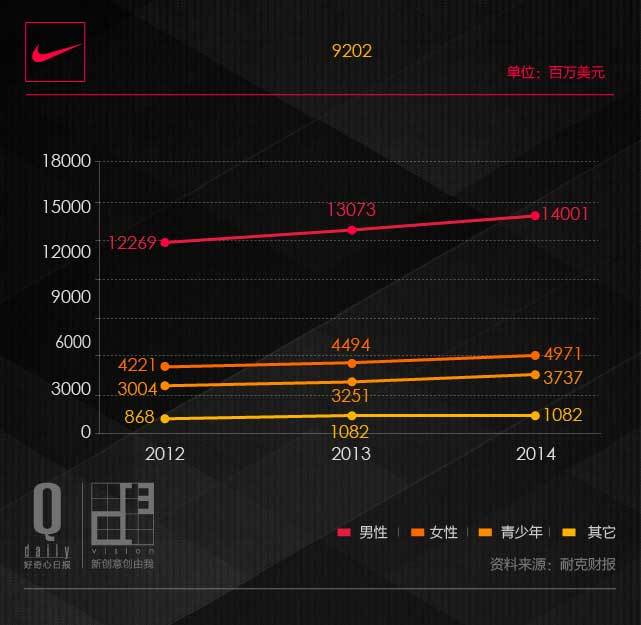 9202
单位：百万美元
18000
15000
12000
9000
6000
3000
0
12269
13073
14001
4221
4494
4971
3004
3251
3737
868
1082
1082
2012
2013
2014
男性
女性
青少年
其它
Q
daily
好奇心日报
vision
新创意创由我
资料来源：耐克财报